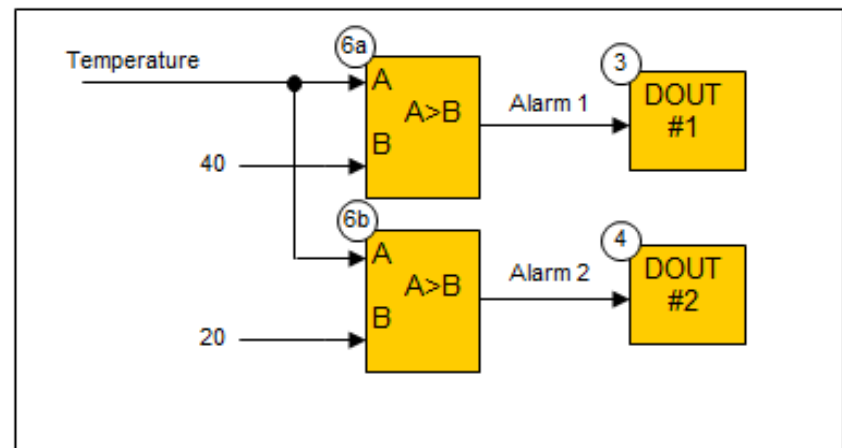 6a
Temperature
A
A>B
B
40
Alarm 1
3
DOUT
#1
6b
A
A>B
B
20
Alarm 2
4
DOUT
#2